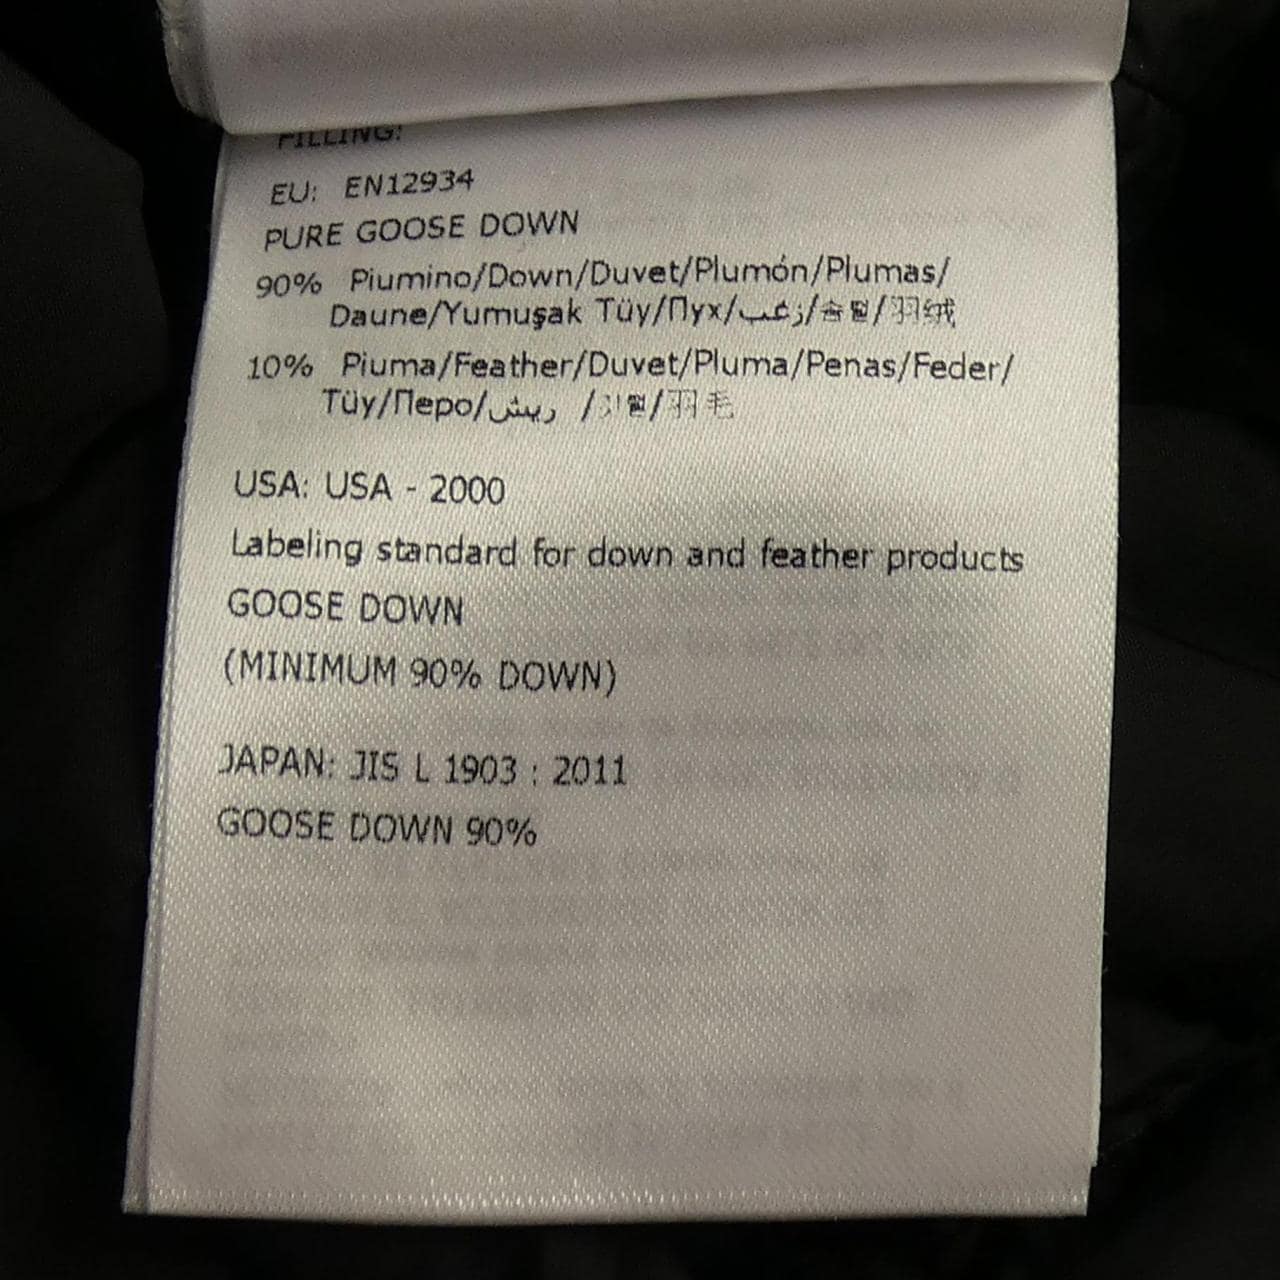 FILLING:
EU: EN12934
PURE GOOSE DOWN
90% Piumino/Down/Duvet/Plumón/Plumas/
Daune/Yumuşak Tüy/Пух/زغب/솜털/羽绒
10% Piuma/Feather/Duvet/Pluma/Penas/Feder/
Tüy/Перо/ريش /깃털/羽毛
USA: USA - 2000
Labeling standard for down and feather products
GOOSE DOWN
(MINIMUM 90% DOWN)
JAPAN: JIS L 1903 : 2011
GOOSE DOWN 90%